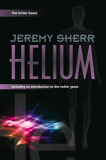 The Noble Gases
JEREMY SHERR
HELIUM
Including an introduction to the noble gases